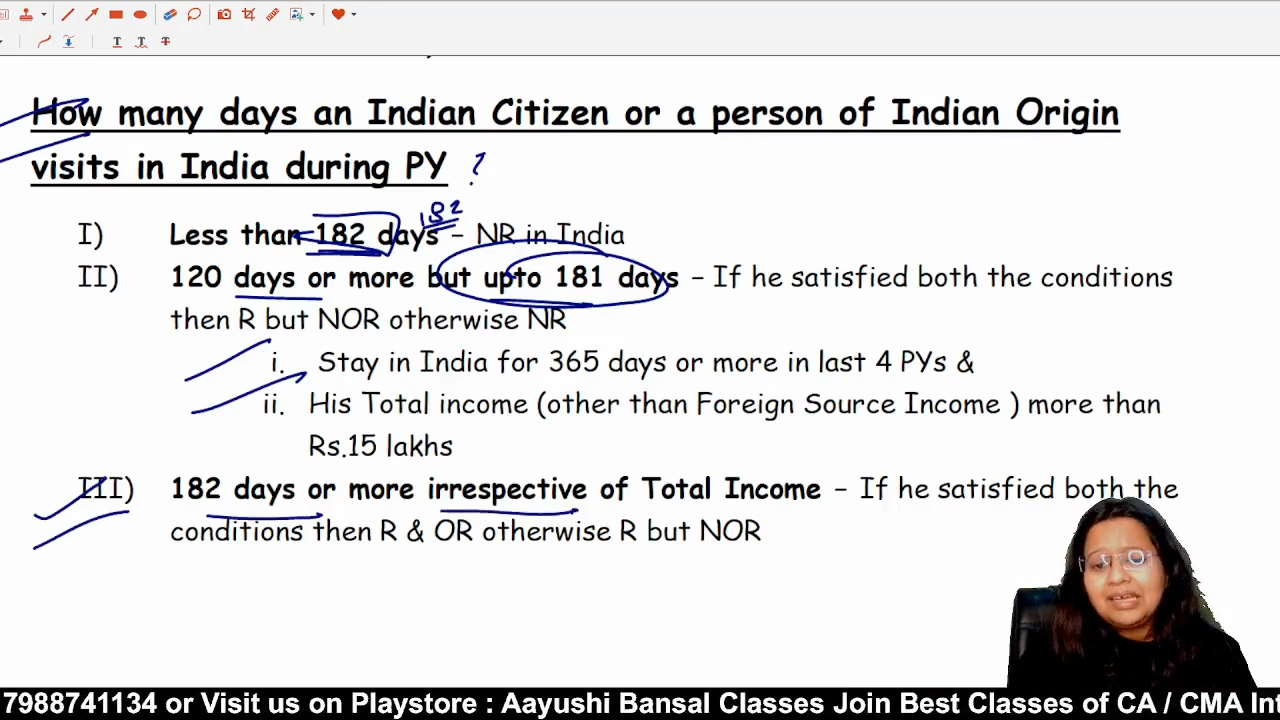 How many days an Indian Citizen or a person of Indian Origin
visits in India during PY ?
182
I) Less than 182 days – NR in India
II) 120 days or more but upto 181 days – If he satisfied both the conditions
then R but NOR otherwise NR
i. Stay in India for 365 days or more in last 4 PYs &
ii. His Total income (other than Foreign Source Income ) more than
Rs.15 lakhs
III) 182 days or more irrespective of Total Income – If he satisfied both the
conditions then R & OR otherwise R but NOR
7988741134 or Visit us on Playstore : Aayushi Bansal Classes Join Best Classes of CA / CMA Int